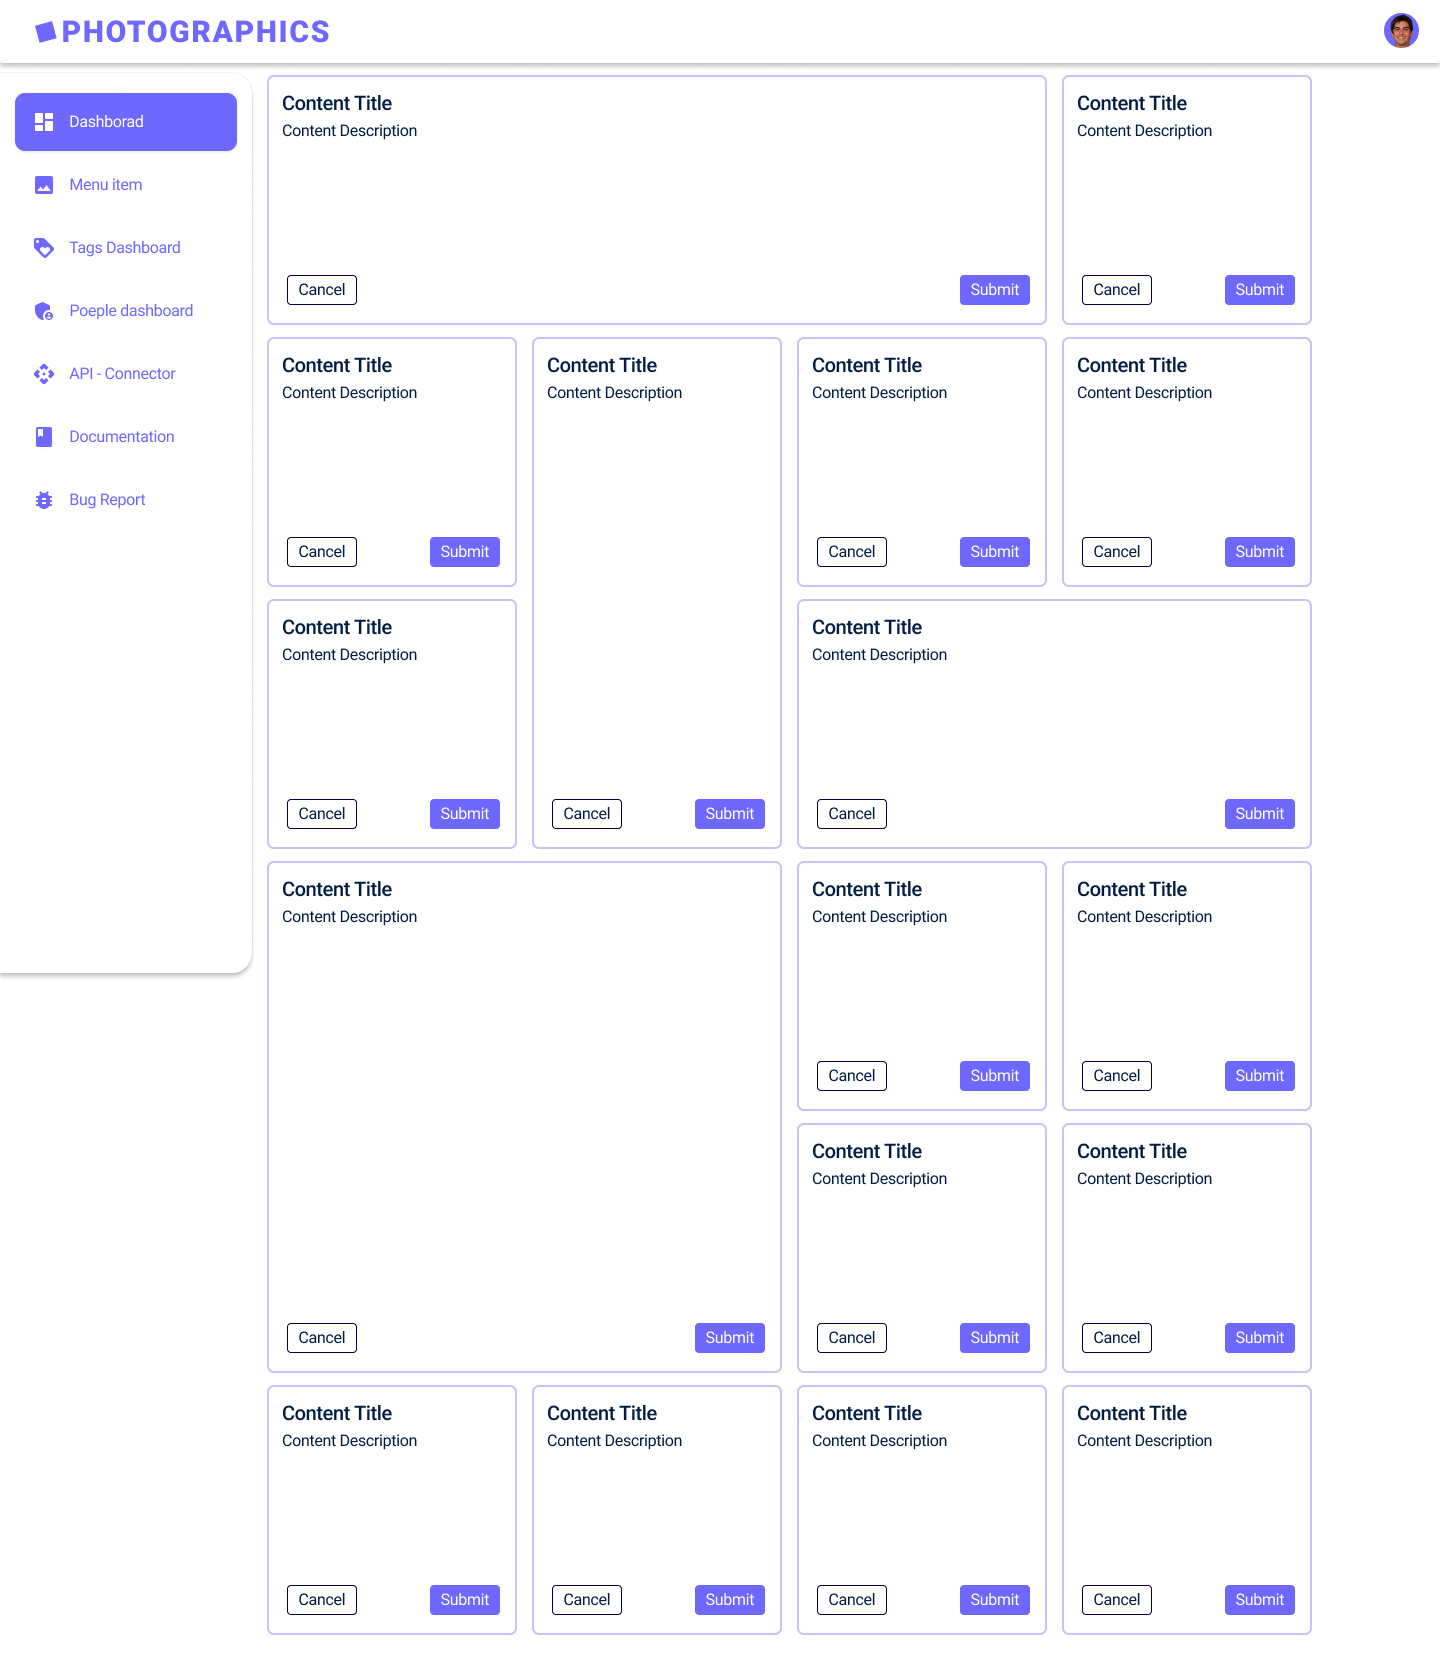 PHOTOGRAPHICS
Dashborad
Menu item
Tags Dashboard
Poeple dashboard
API - Connector
Documentation
Bug Report
Content Title
Content Description
Cancel
Submit
Content Title
Content Description
Cancel
Submit
Content Title
Content Description
Cancel
Submit
Content Title
Content Description
Cancel
Submit
Content Title
Content Description
Cancel
Submit
Content Title
Content Description
Cancel
Submit
Content Title
Content Description
Cancel
Submit
Content Title
Content Description
Cancel
Submit
Content Title
Content Description
Cancel
Submit
Content Title
Content Description
Cancel
Submit
Content Title
Content Description
Cancel
Submit
Content Title
Content Description
Cancel
Submit
Content Title
Content Description
Cancel
Submit
Content Title
Content Description
Cancel
Submit
Content Title
Content Description
Cancel
Submit
Content Title
Content Description
Cancel
Submit
Content Title
Content Description
Cancel
Submit